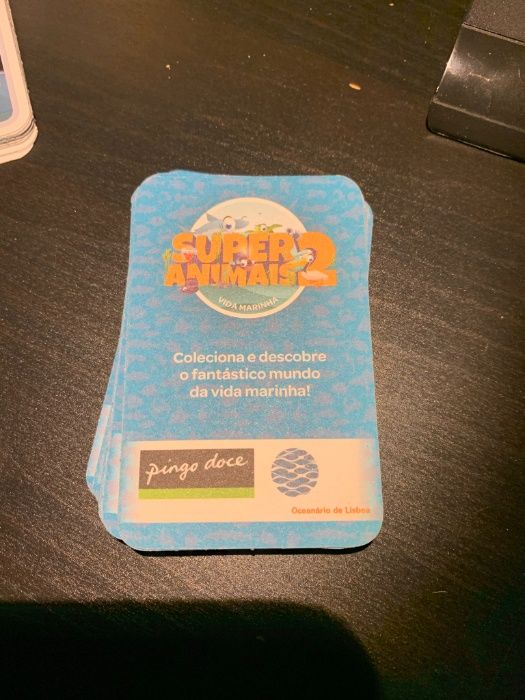 SUPER
ANIMAIS 2
VIDA MARINHA
Coleciona e descobre
o fantástico mundo
da vida marinha!
pingo doce
Oceanário de Lisboa